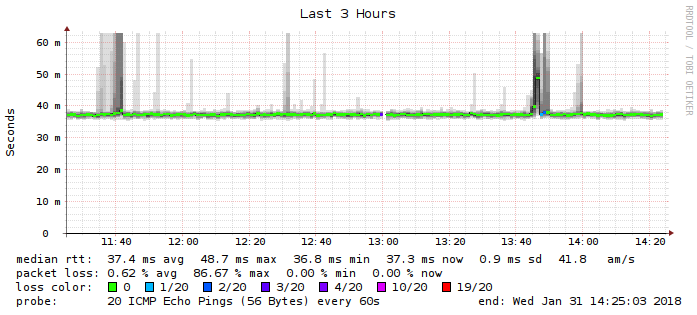 Last 3 Hours
RRDTOOL / TOBI OETIKER
Seconds
60 m
50 m
40 m
30 m
20 m
10 m
0
11:40 12:00 12:20 12:40 13:00 13:20 13:40 14:00 14:20
median rtt: 37.4 ms avg 48.7 ms max 36.8 ms min 37.3 ms now 0.9 ms sd 41.8 am/s
packet loss: 0.62 % avg 86.67 % max 0.00 % min 0.00 % now
loss color: 0 1/20 2/20 3/20 4/20 10/20 19/20
probe: 20 ICMP Echo Pings (56 Bytes) every 60s end: Wed Jan 31 14:25:03 2018